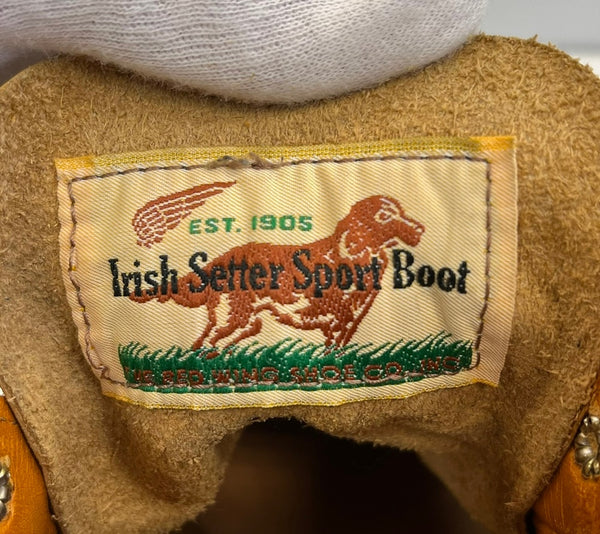 EST. 1905
Irish Setter Sport Boot
THE RED WING SHOE CO., INC.